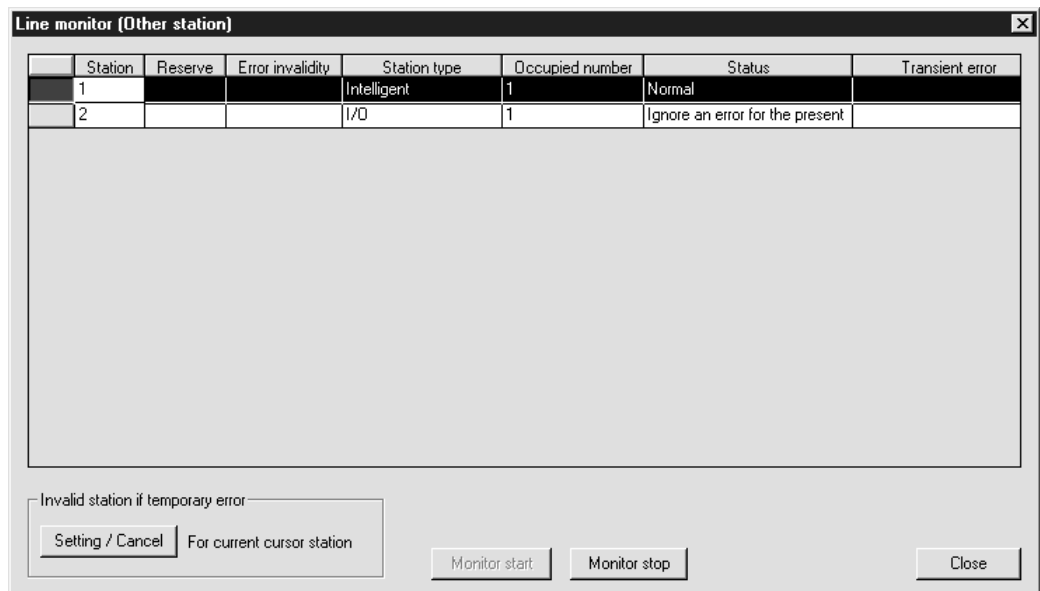 Line monitor (Other station)
Station Reserve Error invalidity Station type Occupied number Status Transient error
1 Intelligent 1 Normal
2 I/O 1 Ignore an error for the present
Invalid station if temporary error
Setting / Cancel For current cursor station
Monitor start Monitor stop Close